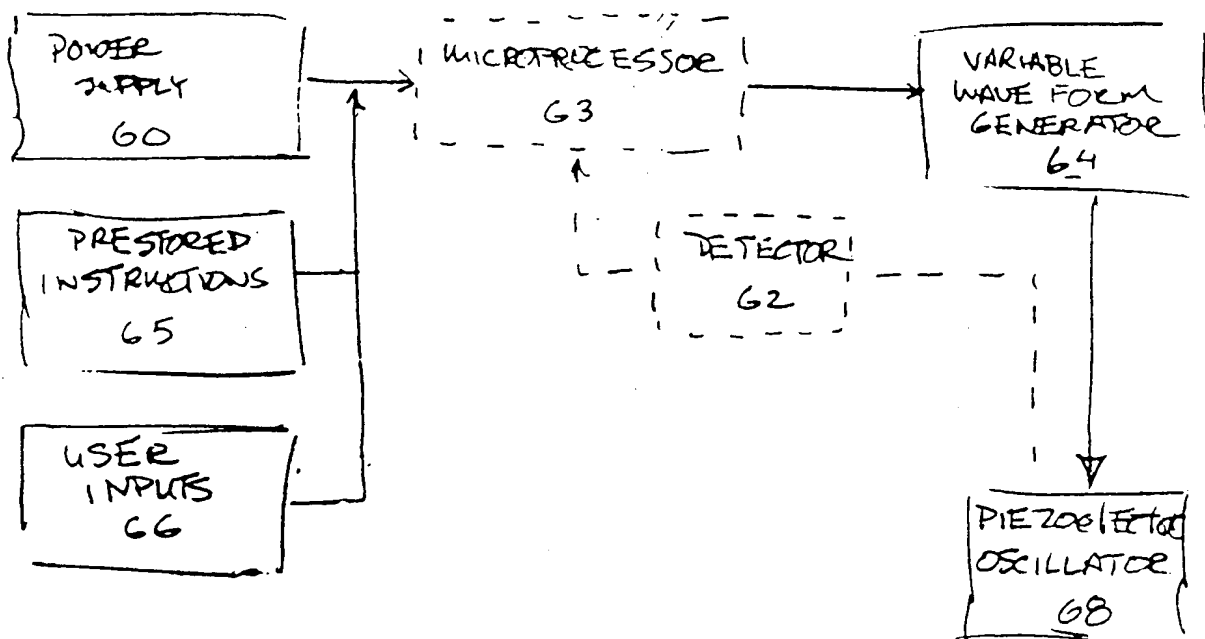 POWER
SUPPLY
60
MICROPROCESSOR
63
VARIABLE
WAVE FORM
GENERATOR
64
PRESTORED
INSTRUCTIONS
65
DETECTOR
62
USER
INPUTS
66
PIEZOelectric
OSCILLATOR
68